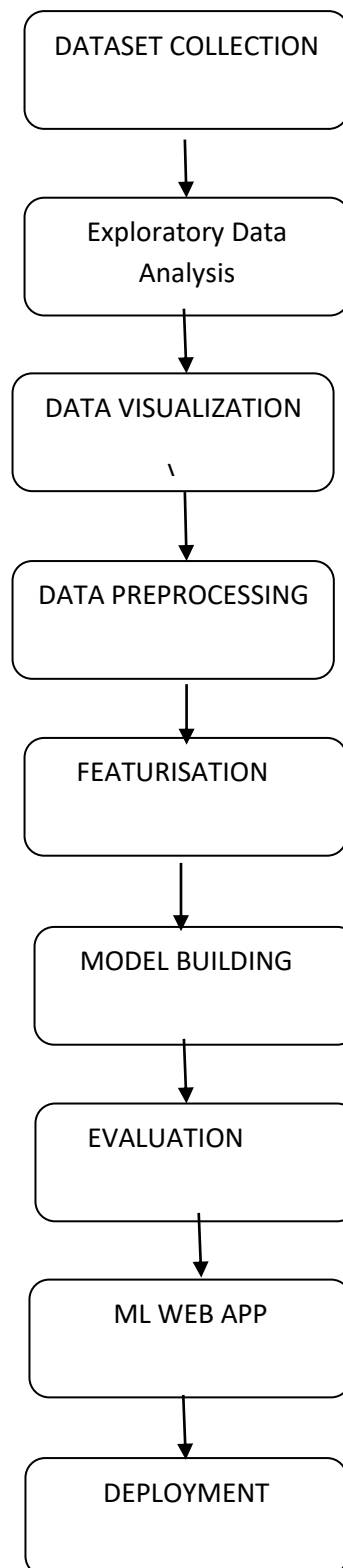 DATASET COLLECTION
Exploratory Data
Analysis
DATA VISUALIZATION
\
DATA PREPROCESSING
FEATURISATION
MODEL BUILDING
EVALUATION
ML WEB APP
DEPLOYMENT